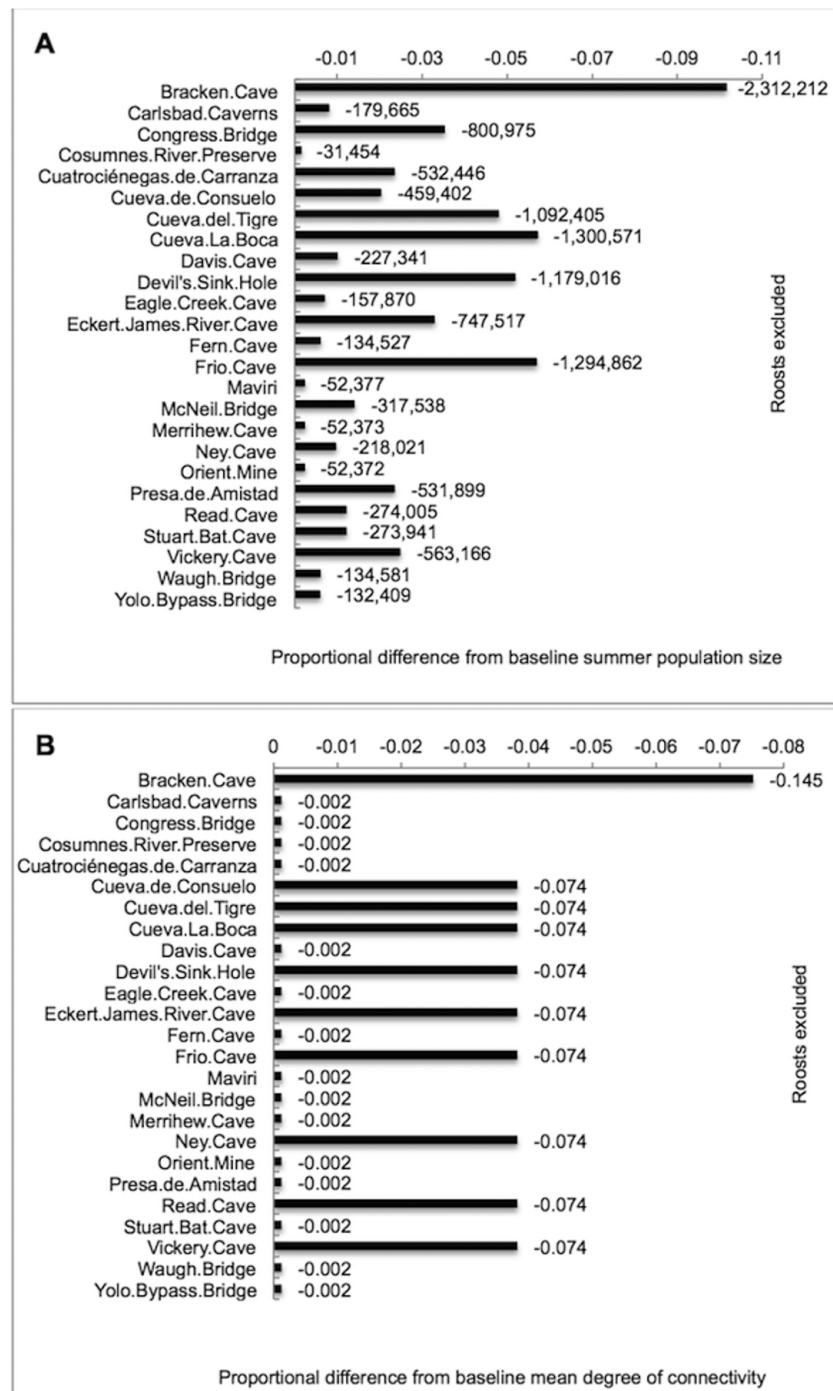 A
-0.01 -0.03 -0.05 -0.07 -0.09 -0.11
Bracken.Cave -2,312,212
Carlsbad.Caverns -179,665
Congress.Bridge -800,975
Cosumnes.River.Preserve -31,454
Cuatrociénegas.de.Carranza -532,446
Cueva.de.Consuelo -459,402
Cueva.del.Tigre -1,092,405
Cueva.La.Boca -1,300,571
Davis.Cave -227,341
Devil's.Sink.Hole -1,179,016
Eagle.Creek.Cave -157,870
Eckert.James.River.Cave -747,517
Fern.Cave -134,527
Frio.Cave -1,294,862
Maviri -52,377
McNeil.Bridge -317,538
Merrihew.Cave -52,373
Ney.Cave -218,021
Orient.Mine -52,372
Presa.de.Amistad -531,899
Read.Cave -274,005
Stuart.Bat.Cave -273,941
Vickery.Cave -563,166
Waugh.Bridge -134,581
Yolo.Bypass.Bridge -132,409
Roosts excluded
Proportional difference from baseline summer population size
B
0 -0.01 -0.02 -0.03 -0.04 -0.05 -0.06 -0.07 -0.08
Bracken.Cave -0.145
Carlsbad.Caverns -0.002
Congress.Bridge -0.002
Cosumnes.River.Preserve -0.002
Cuatrociénegas.de.Carranza -0.002
Cueva.de.Consuelo -0.074
Cueva.del.Tigre -0.074
Cueva.La.Boca -0.074
Davis.Cave -0.002
Devil's.Sink.Hole -0.074
Eagle.Creek.Cave -0.002
Eckert.James.River.Cave -0.074
Fern.Cave -0.002
Frio.Cave -0.074
Maviri -0.002
McNeil.Bridge -0.002
Merrihew.Cave -0.002
Ney.Cave -0.074
Orient.Mine -0.002
Presa.de.Amistad -0.002
Read.Cave -0.074
Stuart.Bat.Cave -0.002
Vickery.Cave -0.074
Waugh.Bridge -0.002
Yolo.Bypass.Bridge -0.002
Roosts excluded
Proportional difference from baseline mean degree of connectivity